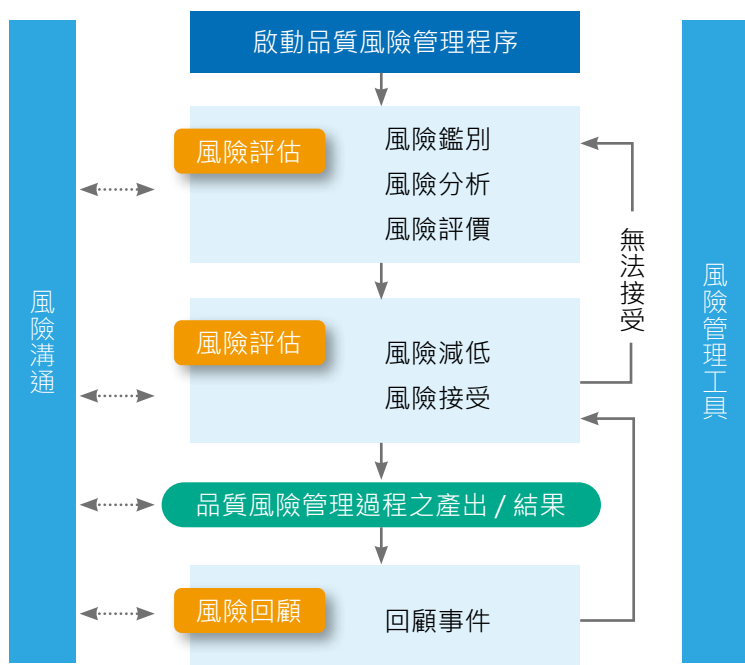 啟動品質風險管理程序
風險評估
風險鑑別
風險分析
風險評價
無法接受
風險溝通
風險管理工具
風險評估
風險減低
風險接受
品質風險管理過程之產出 / 結果
風險回顧
回顧事件